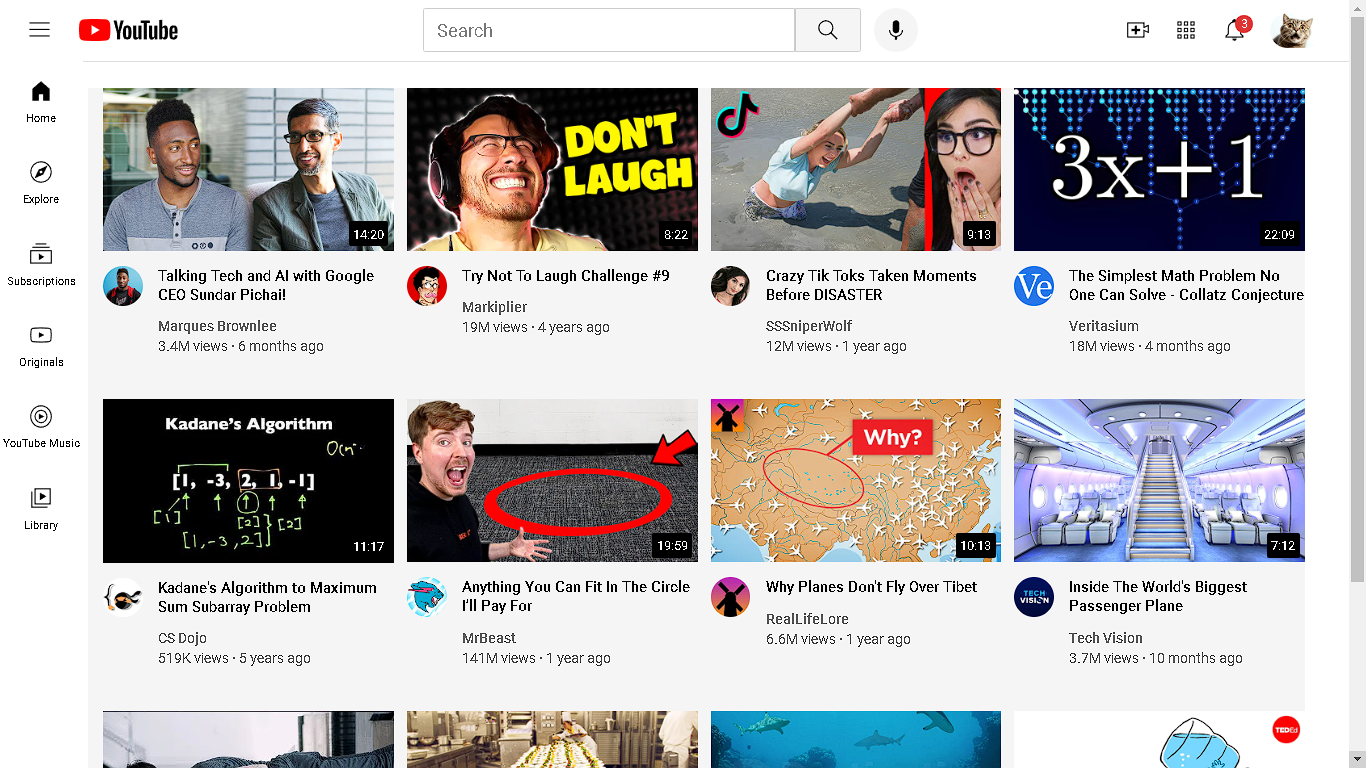 YouTube
Search
3
Home
Explore
Subscriptions
Originals
YouTube Music
Library
DON'T
LAUGH
3x+1
14:20
8:22
9:13
22:09
Talking Tech and AI with Google
CEO Sundar Pichai!
Marques Brownlee
3.4M views · 6 months ago
Try Not To Laugh Challenge #9
Markiplier
19M views · 4 years ago
Crazy Tik Toks Taken Moments
Before DISASTER
SSSniperWolf
12M views · 1 year ago
Ve
The Simplest Math Problem No
One Can Solve - Collatz Conjecture
Veritasium
18M views · 4 months ago
Kadane's Algorithm
[1, -3, 2, 1, -1]
[1]
[2]
[2]
[1, -3, 2]
11:17
19:59
Why?
10:13
7:12
Kadane's Algorithm to Maximum
Sum Subarray Problem
CS Dojo
519K views · 5 years ago
Anything You Can Fit In The Circle
I'll Pay For
MrBeast
141M views · 1 year ago
Why Planes Don't Fly Over Tibet
RealLifeLore
6.6M views · 1 year ago
TECH
VISION
Inside The World's Biggest
Passenger Plane
Tech Vision
3.7M views · 10 months ago
TEDEd